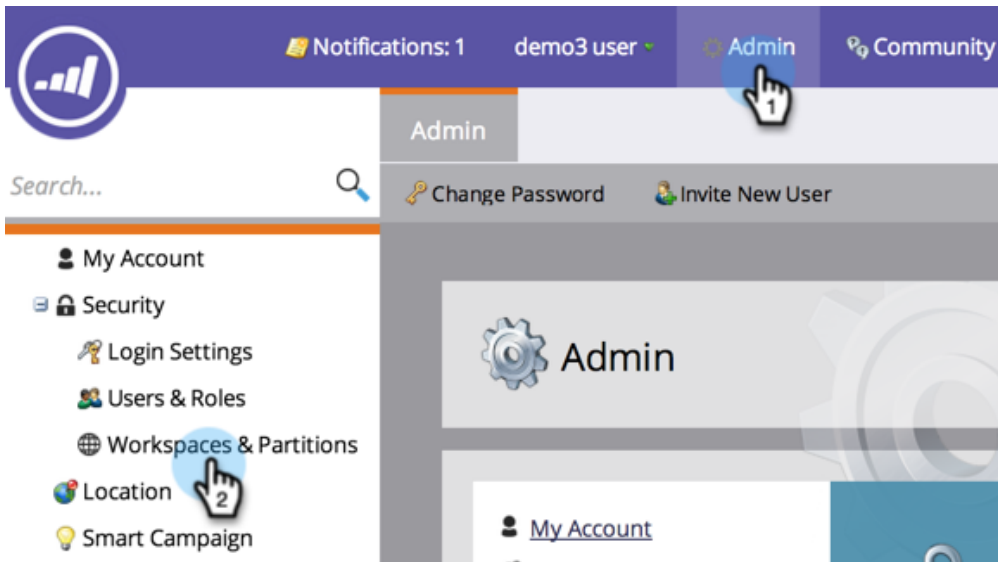 Notifications: 1 demo3 user Admin Community
1
Admin
Search...
Change Password Invite New User
My Account
Security
Login Settings
Users & Roles
Workspaces & Partitions
2
Location
Smart Campaign
Admin
My Account